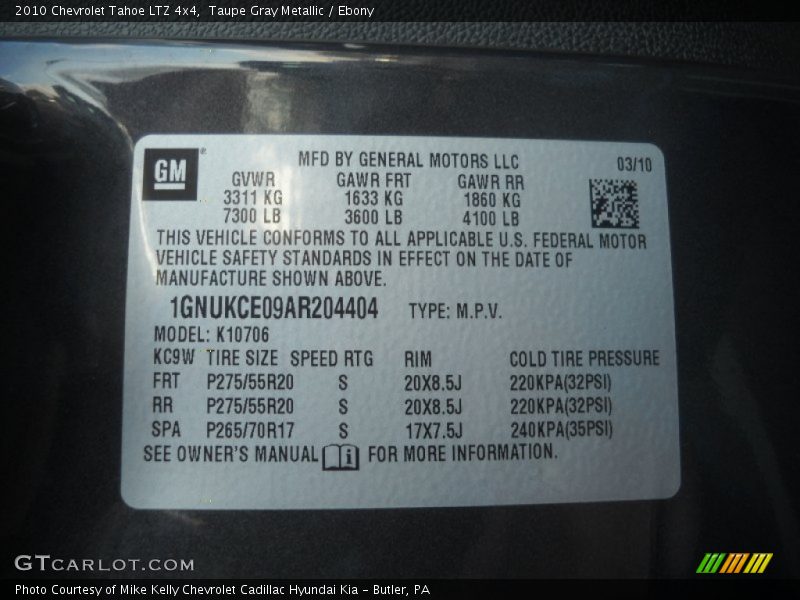 2010 Chevrolet Tahoe LTZ 4x4, Taupe Gray Metallic / Ebony
GM®
MFD BY GENERAL MOTORS LLC 03/10
GVWR GAWR FRT GAWR RR
3311 KG 1633 KG 1860 KG
7300 LB 3600 LB 4100 LB
THIS VEHICLE CONFORMS TO ALL APPLICABLE U.S. FEDERAL MOTOR
VEHICLE SAFETY STANDARDS IN EFFECT ON THE DATE OF
MANUFACTURE SHOWN ABOVE.
1GNUKCE09AR204404 TYPE: M.P.V.
MODEL: K10706
KC9W TIRE SIZE SPEED RTG RIM COLD TIRE PRESSURE
FRT P275/55R20 S 20X8.5J 220KPA(32PSI)
RR P275/55R20 S 20X8.5J 220KPA(32PSI)
SPA P265/70R17 S 17X7.5J 240KPA(35PSI)
SEE OWNER'S MANUAL i FOR MORE INFORMATION.
GTCARLOT.COM
Photo Courtesy of Mike Kelly Chevrolet Cadillac Hyundai Kia - Butler, PA